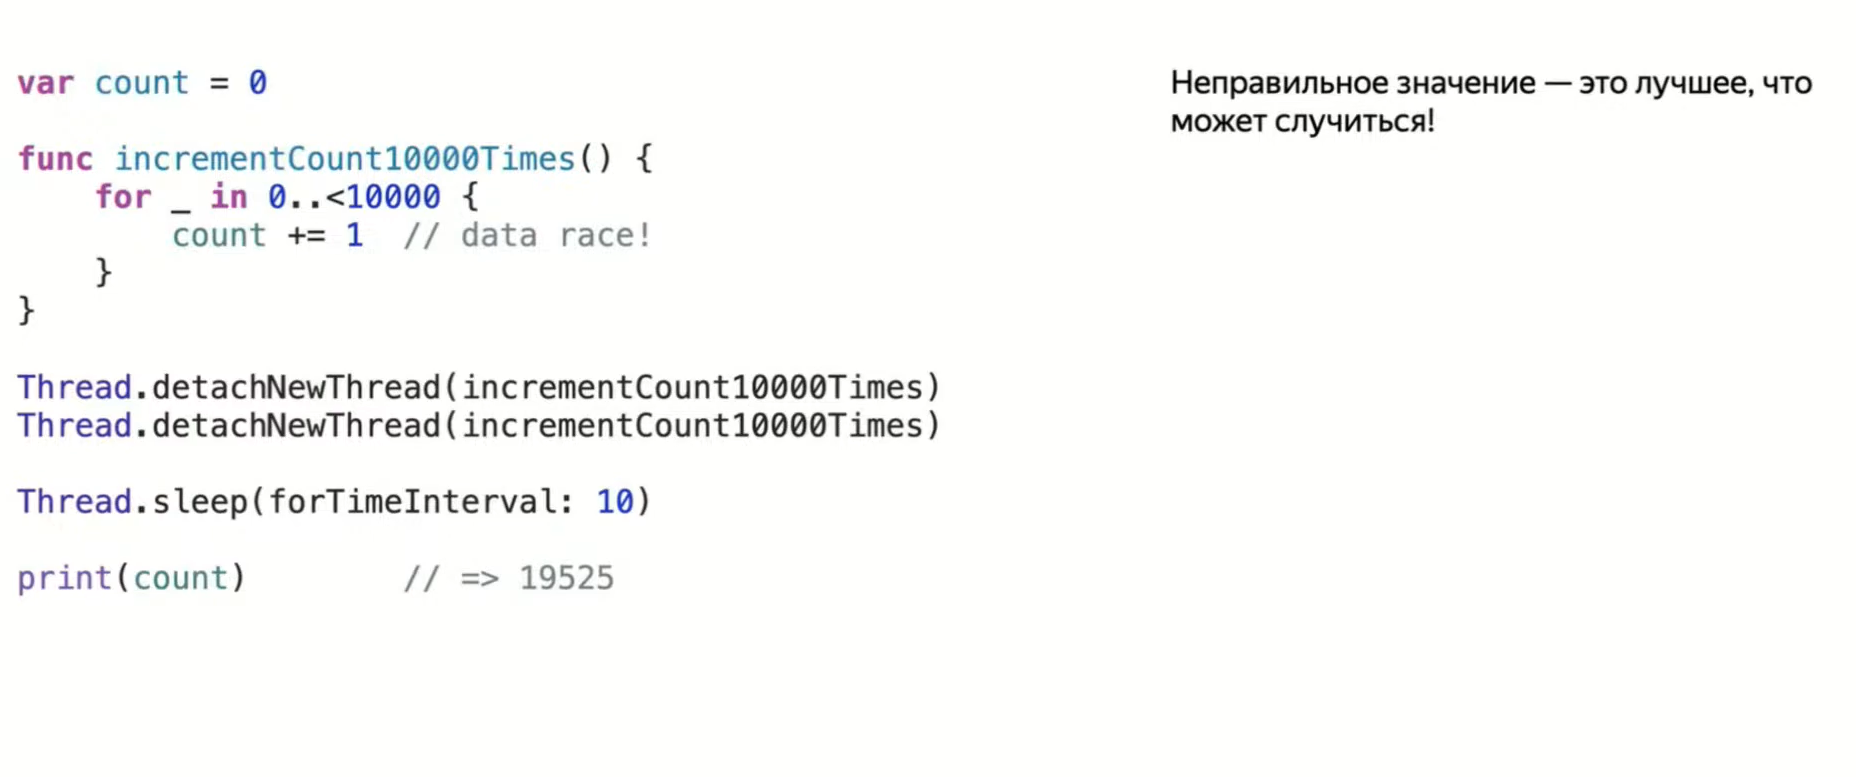 var count = 0
func incrementCount10000Times() {
    for _ in 0..<10000 {
        count += 1  // data race!
    }
}
Thread.detachNewThread(incrementCount10000Times)
Thread.detachNewThread(incrementCount10000Times)
Thread.sleep(forTimeInterval: 10)
print(count)        // => 19525
Неправильное значение — это лучшее, что
может случиться!